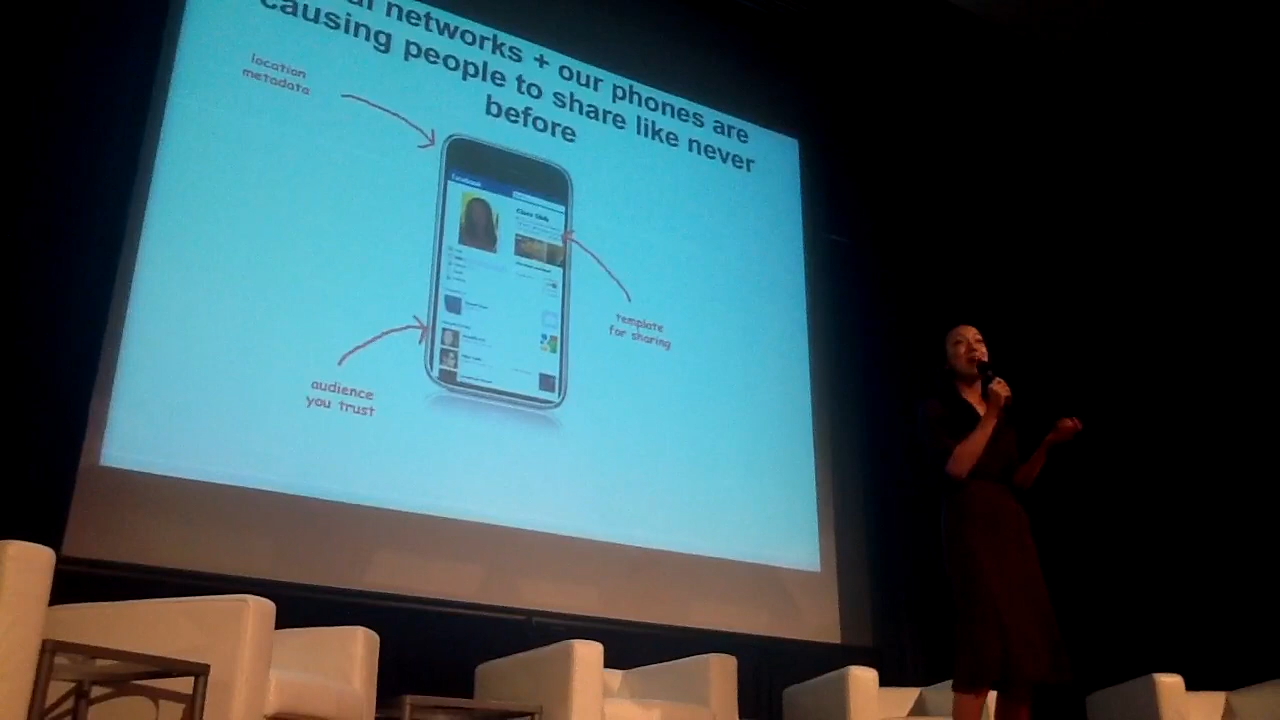 networks + our phones are
causing people to share like never
before
location
metadata
facebook
template
for sharing
audience
you trust